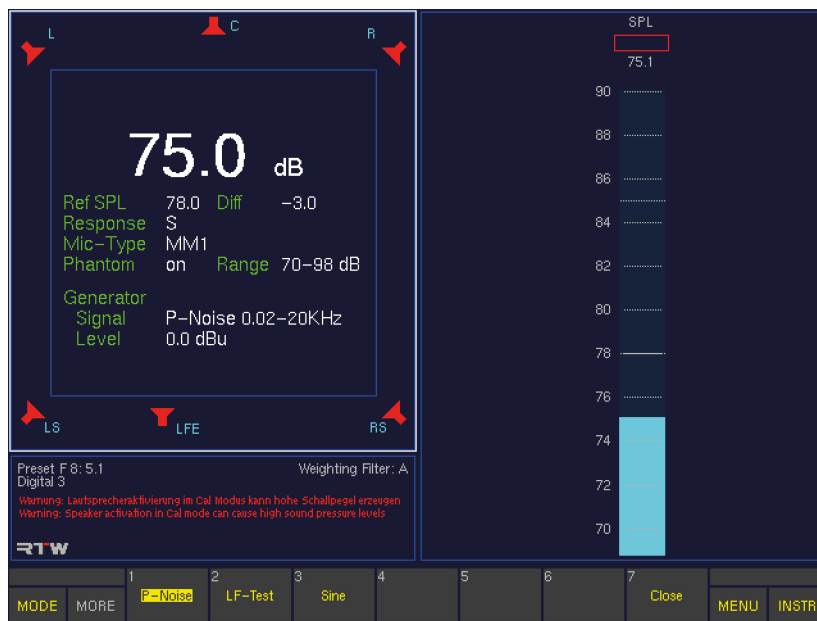 L
C
R
75.0 dB
Ref SPL 78.0 Diff -3.0
Response S
Mic-Type MM1
Phantom on Range 70-98 dB
Generator
Signal P-Noise 0.02-20KHz
Level 0.0 dBu
LS
LFE
RS
Preset F 8: 5.1 Weighting Filter: A
Digital 3
Warnung: Lautsprecheraktivierung im Cal Modus kann hohe Schallpegel erzeugen
Warning: Speaker activation in Cal mode can cause high sound pressure levels
RTW
SPL
75.1
90
88
86
84
82
80
78
76
74
72
70
1 2 3 4 5 6 7
MODE MORE P-Noise LF-Test Sine Close MENU INSTR